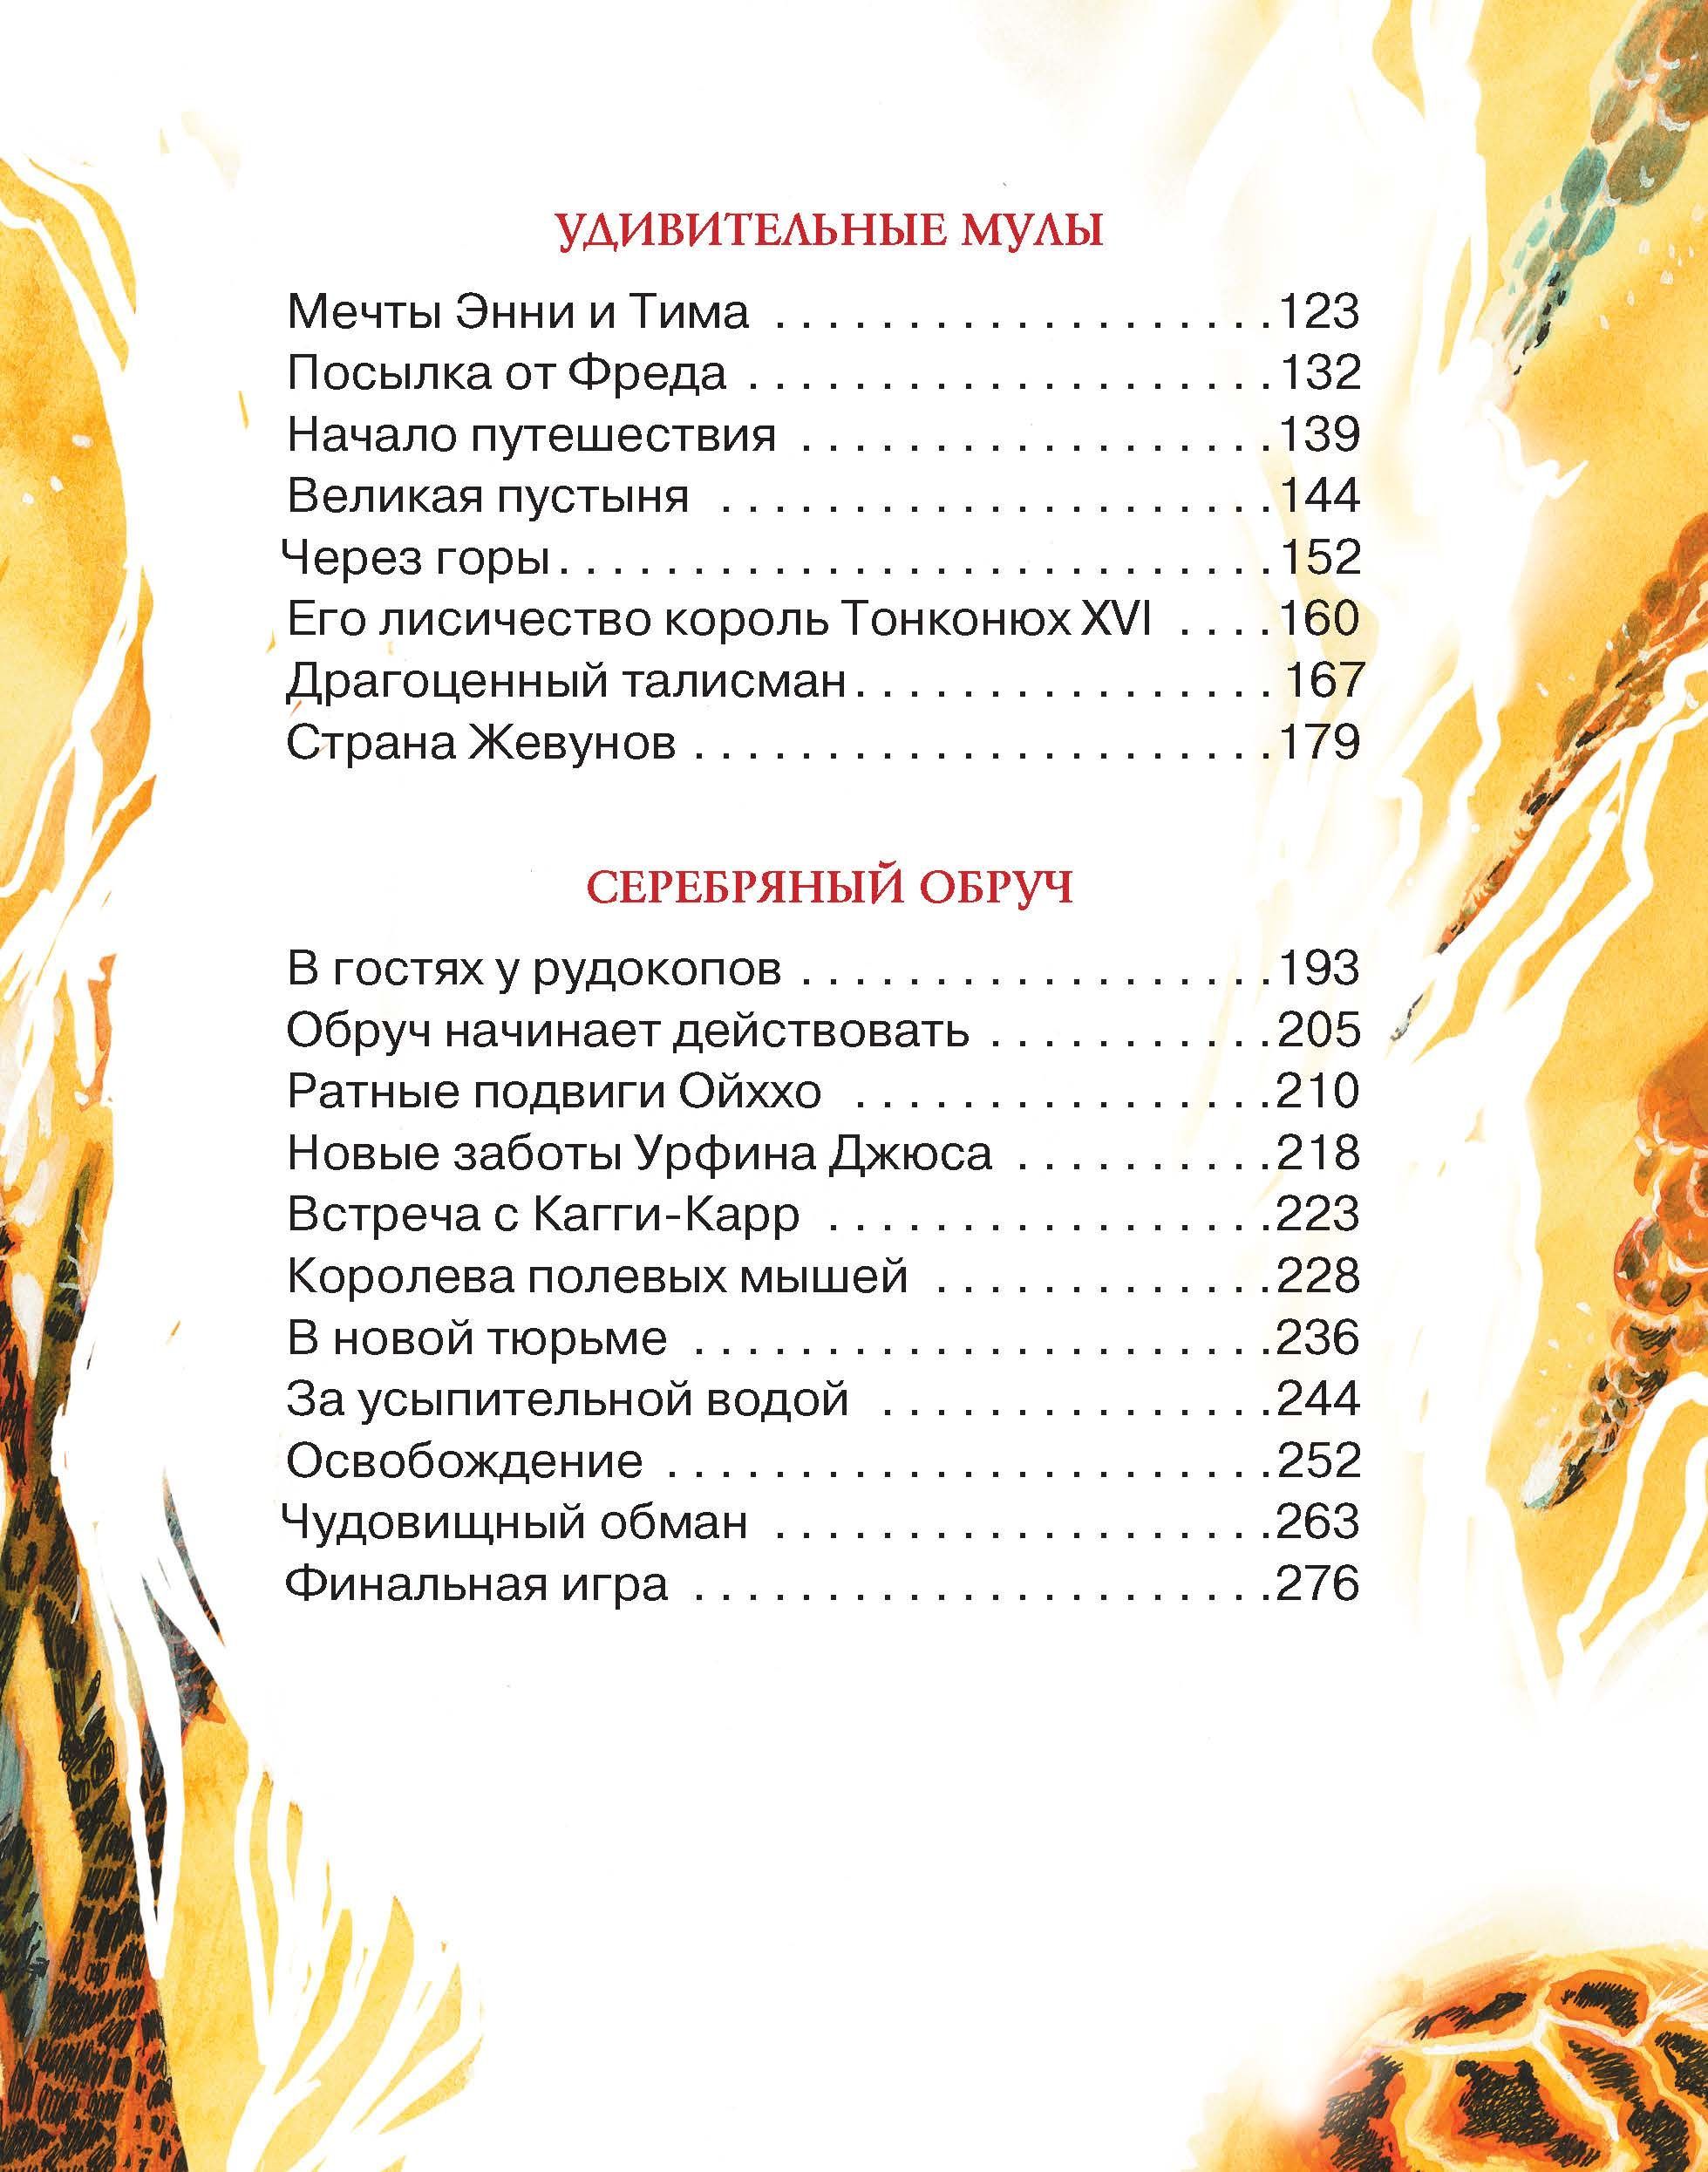 УДИВИТЕЛЬНЫЕ МУЛЫ
Мечты Энни и Тима . . . . . . . . . . . . . . . . . . . 123
Посылка от Фреда . . . . . . . . . . . . . . . . . . . . 132
Начало путешествия . . . . . . . . . . . . . . . . . . 139
Великая пустыня . . . . . . . . . . . . . . . . . . . . . 144
Через горы . . . . . . . . . . . . . . . . . . . . . . . . . . . 152
Его лисичество король Тонконюх XVI . . . . 160
Драгоценный талисман . . . . . . . . . . . . . . . . 167
Страна Жевунов . . . . . . . . . . . . . . . . . . . . . . 179
СЕРЕБРЯНЫЙ ОБРУЧ
В гостях у рудокопов . . . . . . . . . . . . . . . . . . 193
Обруч начинает действовать . . . . . . . . . . . 205
Ратные подвиги Ойххо . . . . . . . . . . . . . . . . 210
Новые заботы Урфина Джюса . . . . . . . . . . 218
Встреча с Кагги-Карр . . . . . . . . . . . . . . . . . 223
Королева полевых мышей . . . . . . . . . . . . . 228
В новой тюрьме . . . . . . . . . . . . . . . . . . . . . . 236
За усыпительной водой . . . . . . . . . . . . . . . 244
Освобождение . . . . . . . . . . . . . . . . . . . . . . . 252
Чудовищный обман . . . . . . . . . . . . . . . . . . . 263
Финальная игра . . . . . . . . . . . . . . . . . . . . . . 276